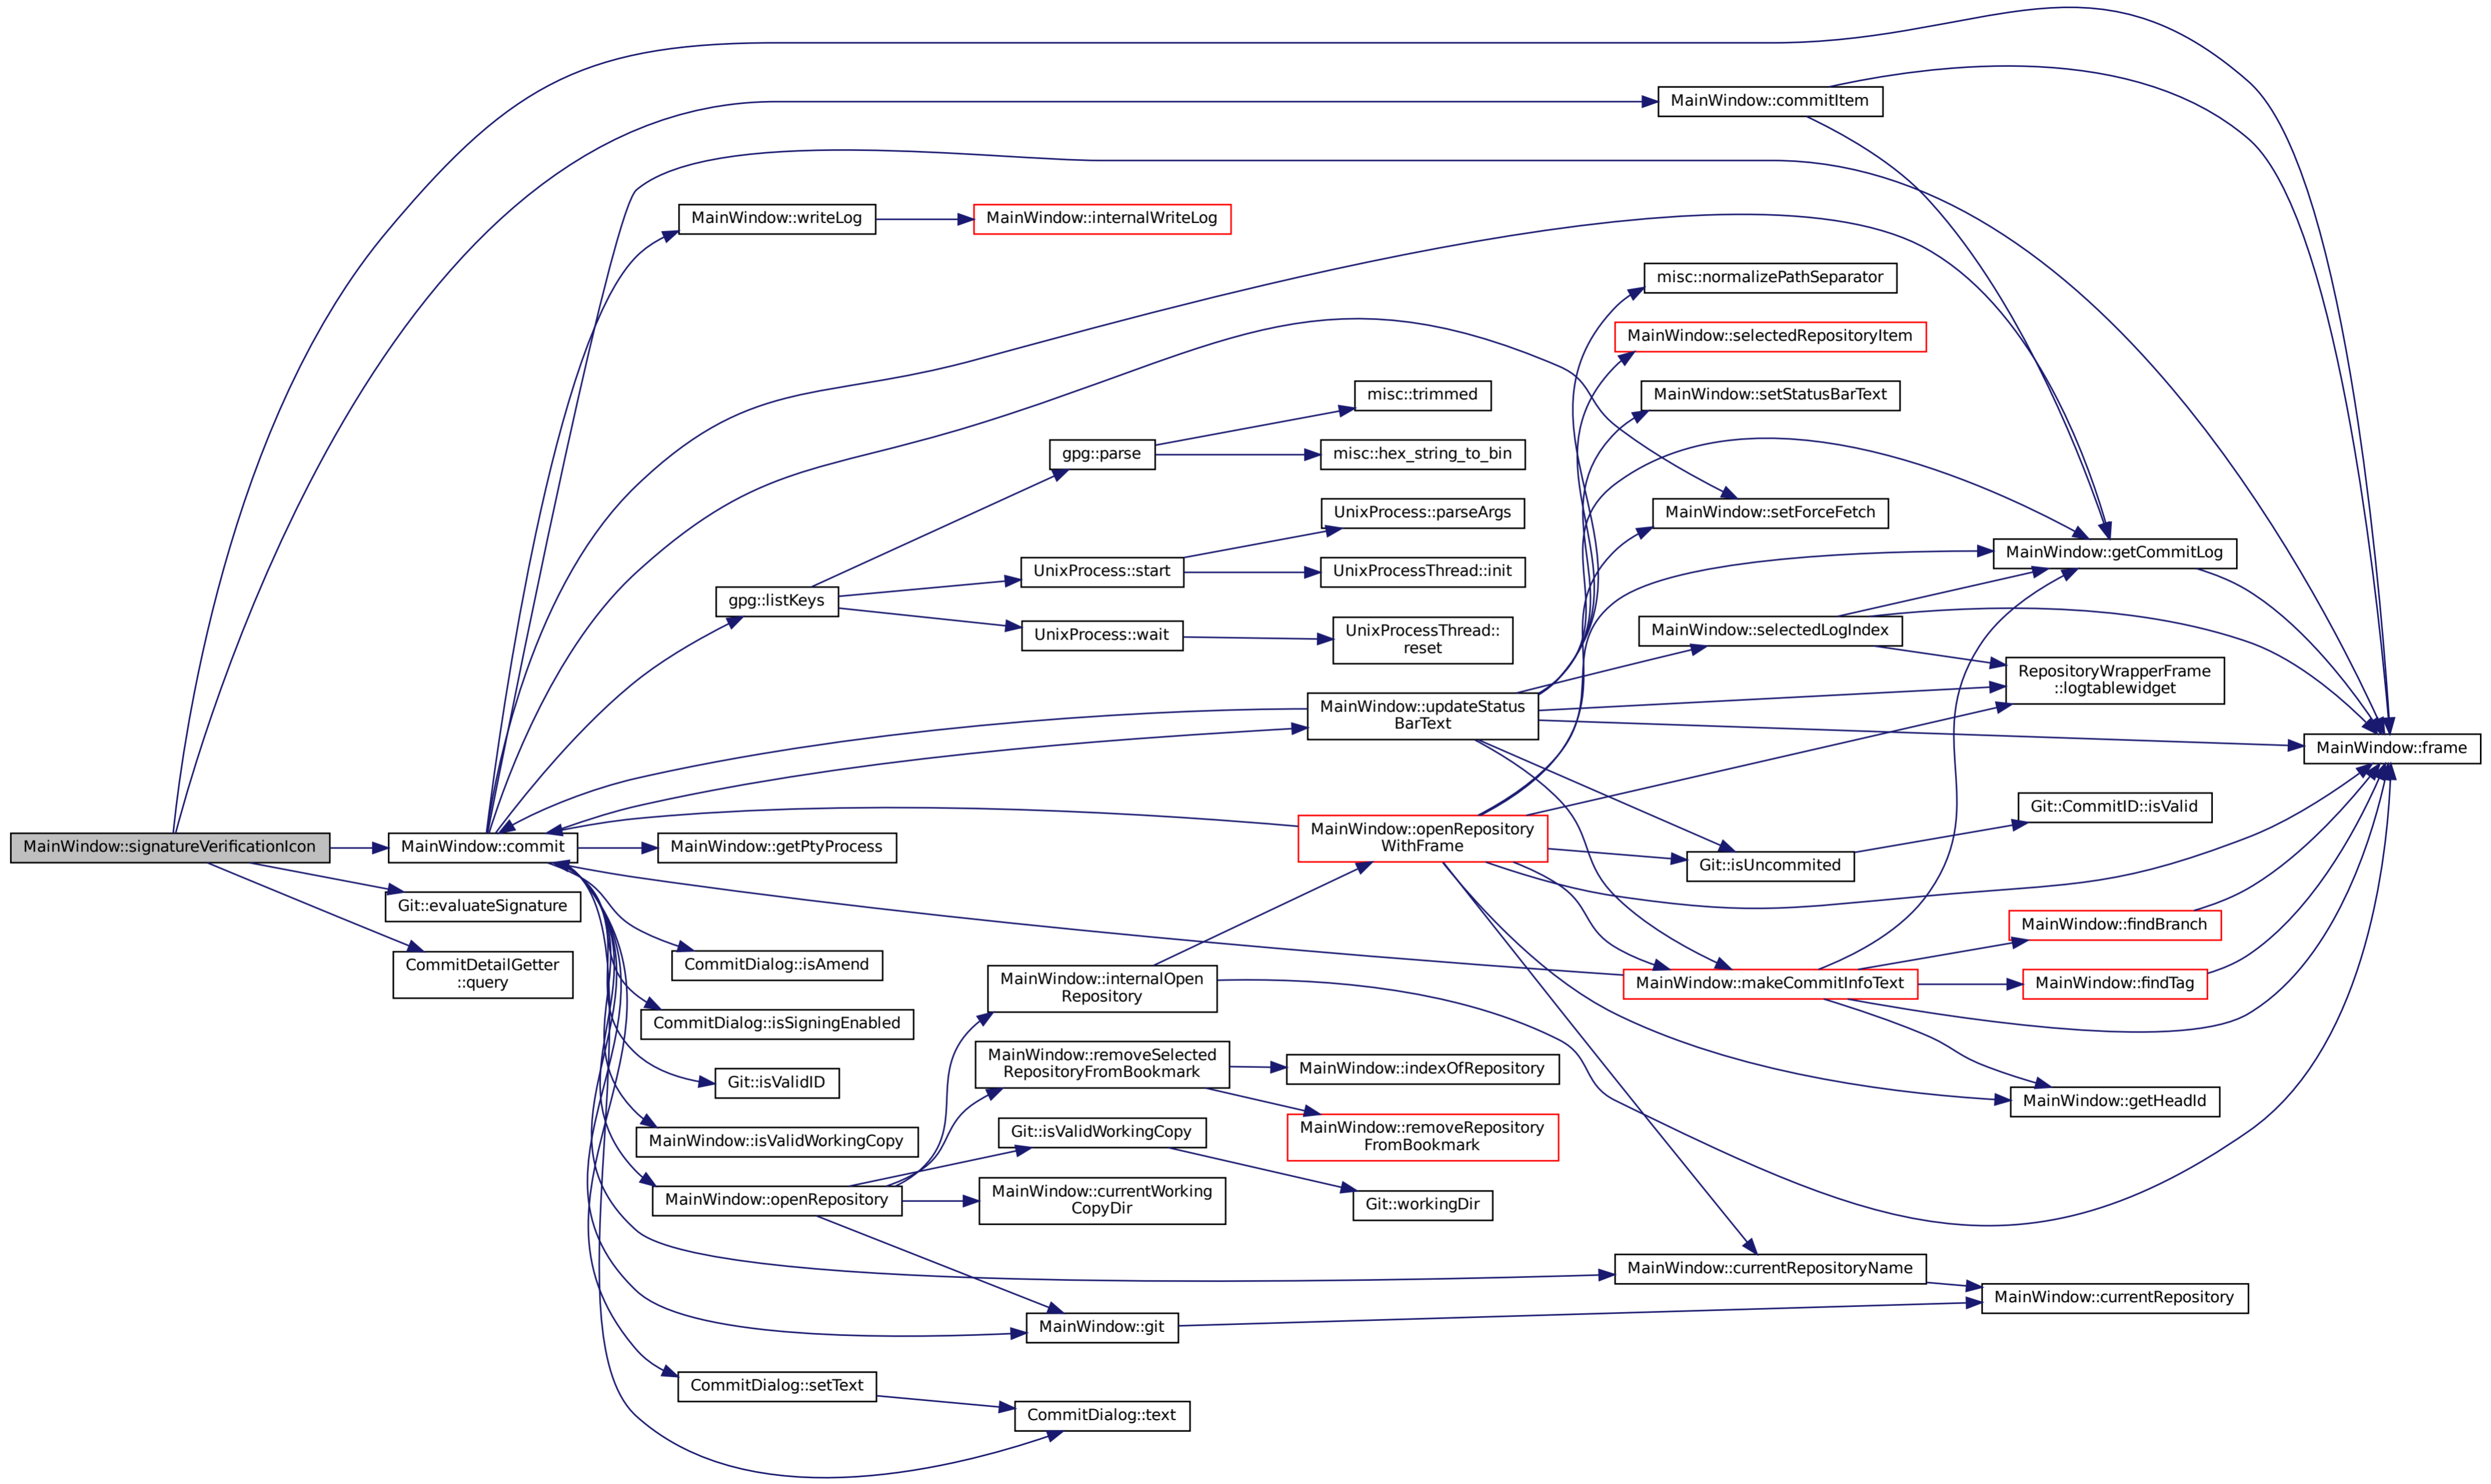 MainWindow::commitItem
MainWindow::writeLog
MainWindow::internalWriteLog
misc::normalizePathSeparator
MainWindow::selectedRepositoryItem
misc::trimmed
MainWindow::setStatusBarText
gpg::parse
misc::hex_string_to_bin
UnixProcess::parseArgs
MainWindow::setForceFetch
MainWindow::getCommitLog
UnixProcess::start
UnixProcessThread::init
gpg::listKeys
UnixProcess::wait
UnixProcessThread::
reset
MainWindow::selectedLogIndex
RepositoryWrapperFrame
::logtablewidget
MainWindow::updateStatus
BarText
MainWindow::frame
Git::CommitID::isValid
MainWindow::signatureVerificationIcon
MainWindow::commit
MainWindow::getPtyProcess
MainWindow::openRepository
WithFrame
Git::isUncommited
Git::evaluateSignature
MainWindow::findBranch
CommitDetailGetter
::query
CommitDialog::isAmend
MainWindow::internalOpen
Repository
MainWindow::makeCommitInfoText
MainWindow::findTag
CommitDialog::isSigningEnabled
MainWindow::removeSelected
RepositoryFromBookmark
MainWindow::indexOfRepository
Git::isValidID
MainWindow::getHeadId
MainWindow::isValidWorkingCopy
Git::isValidWorkingCopy
MainWindow::removeRepository
FromBookmark
MainWindow::openRepository
MainWindow::currentWorking
CopyDir
Git::workingDir
MainWindow::currentRepositoryName
MainWindow::currentRepository
MainWindow::git
CommitDialog::setText
CommitDialog::text